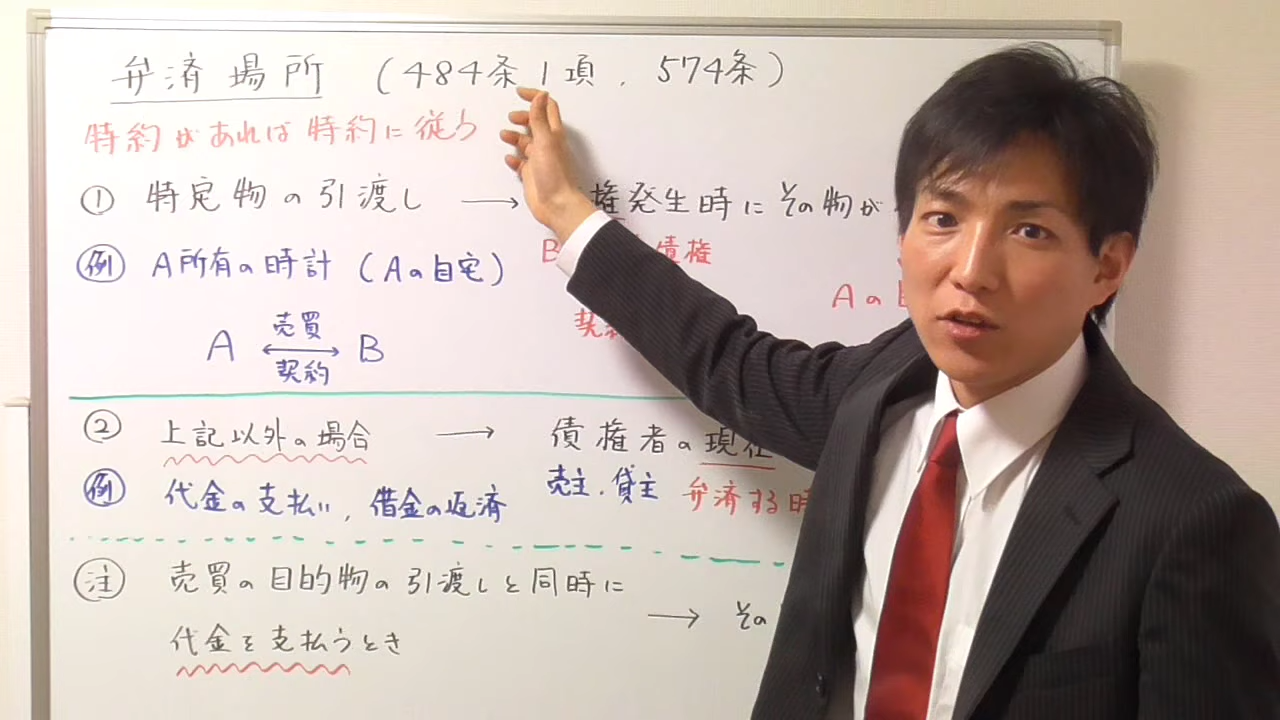 弁済場所 (484条1項, 574条)
特約があれば特約に従う
① 特定物の引渡し → 権発生時にその物が
例 A所有の時計 (Aの自宅)
B 債権
Aの
契約
A 売買 契約 B
② 上記以外の場合 → 債権者の現在
例 代金の支払い, 借金の返済
売主・貸主 弁済する時
注 売買の目的物の引渡しと同時に
代金を支払うとき
→ その